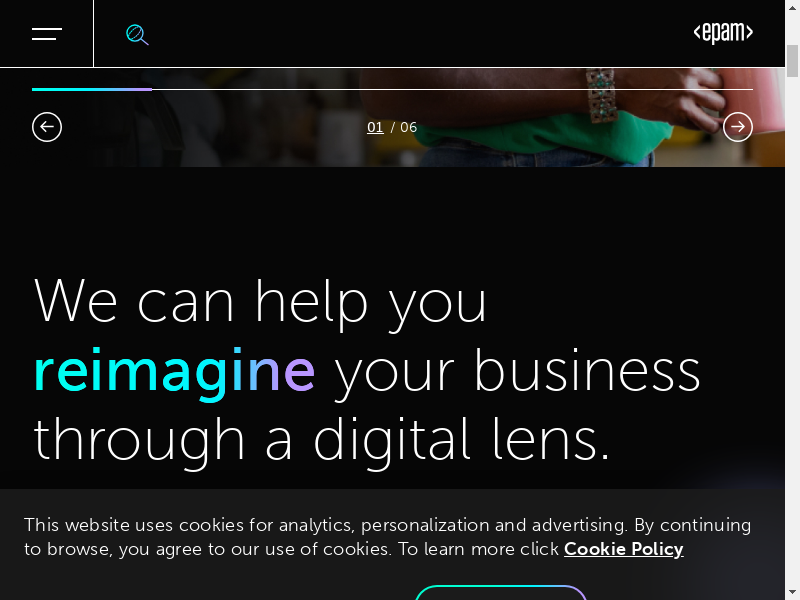 <epam>
01 / 06
We can help you
reimagine your business
through a digital lens.
This website uses cookies for analytics, personalization and advertising. By continuing
to browse, you agree to our use of cookies. To learn more click Cookie Policy